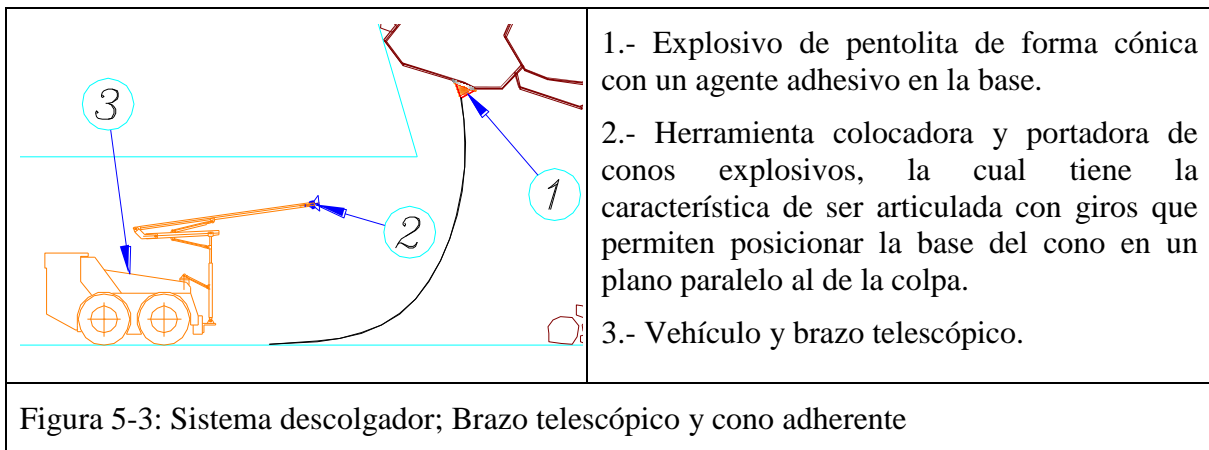 3
2
1
1.- Explosivo de pentolita de forma cónica
con un agente adhesivo en la base.
2.- Herramienta colocadora y portadora de
conos explosivos, la cual tiene la
característica de ser articulada con giros que
permiten posicionar la base del cono en un
plano paralelo al de la colpa.
3.- Vehículo y brazo telescópico.
Figura 5-3: Sistema descolgador; Brazo telescópico y cono adherente